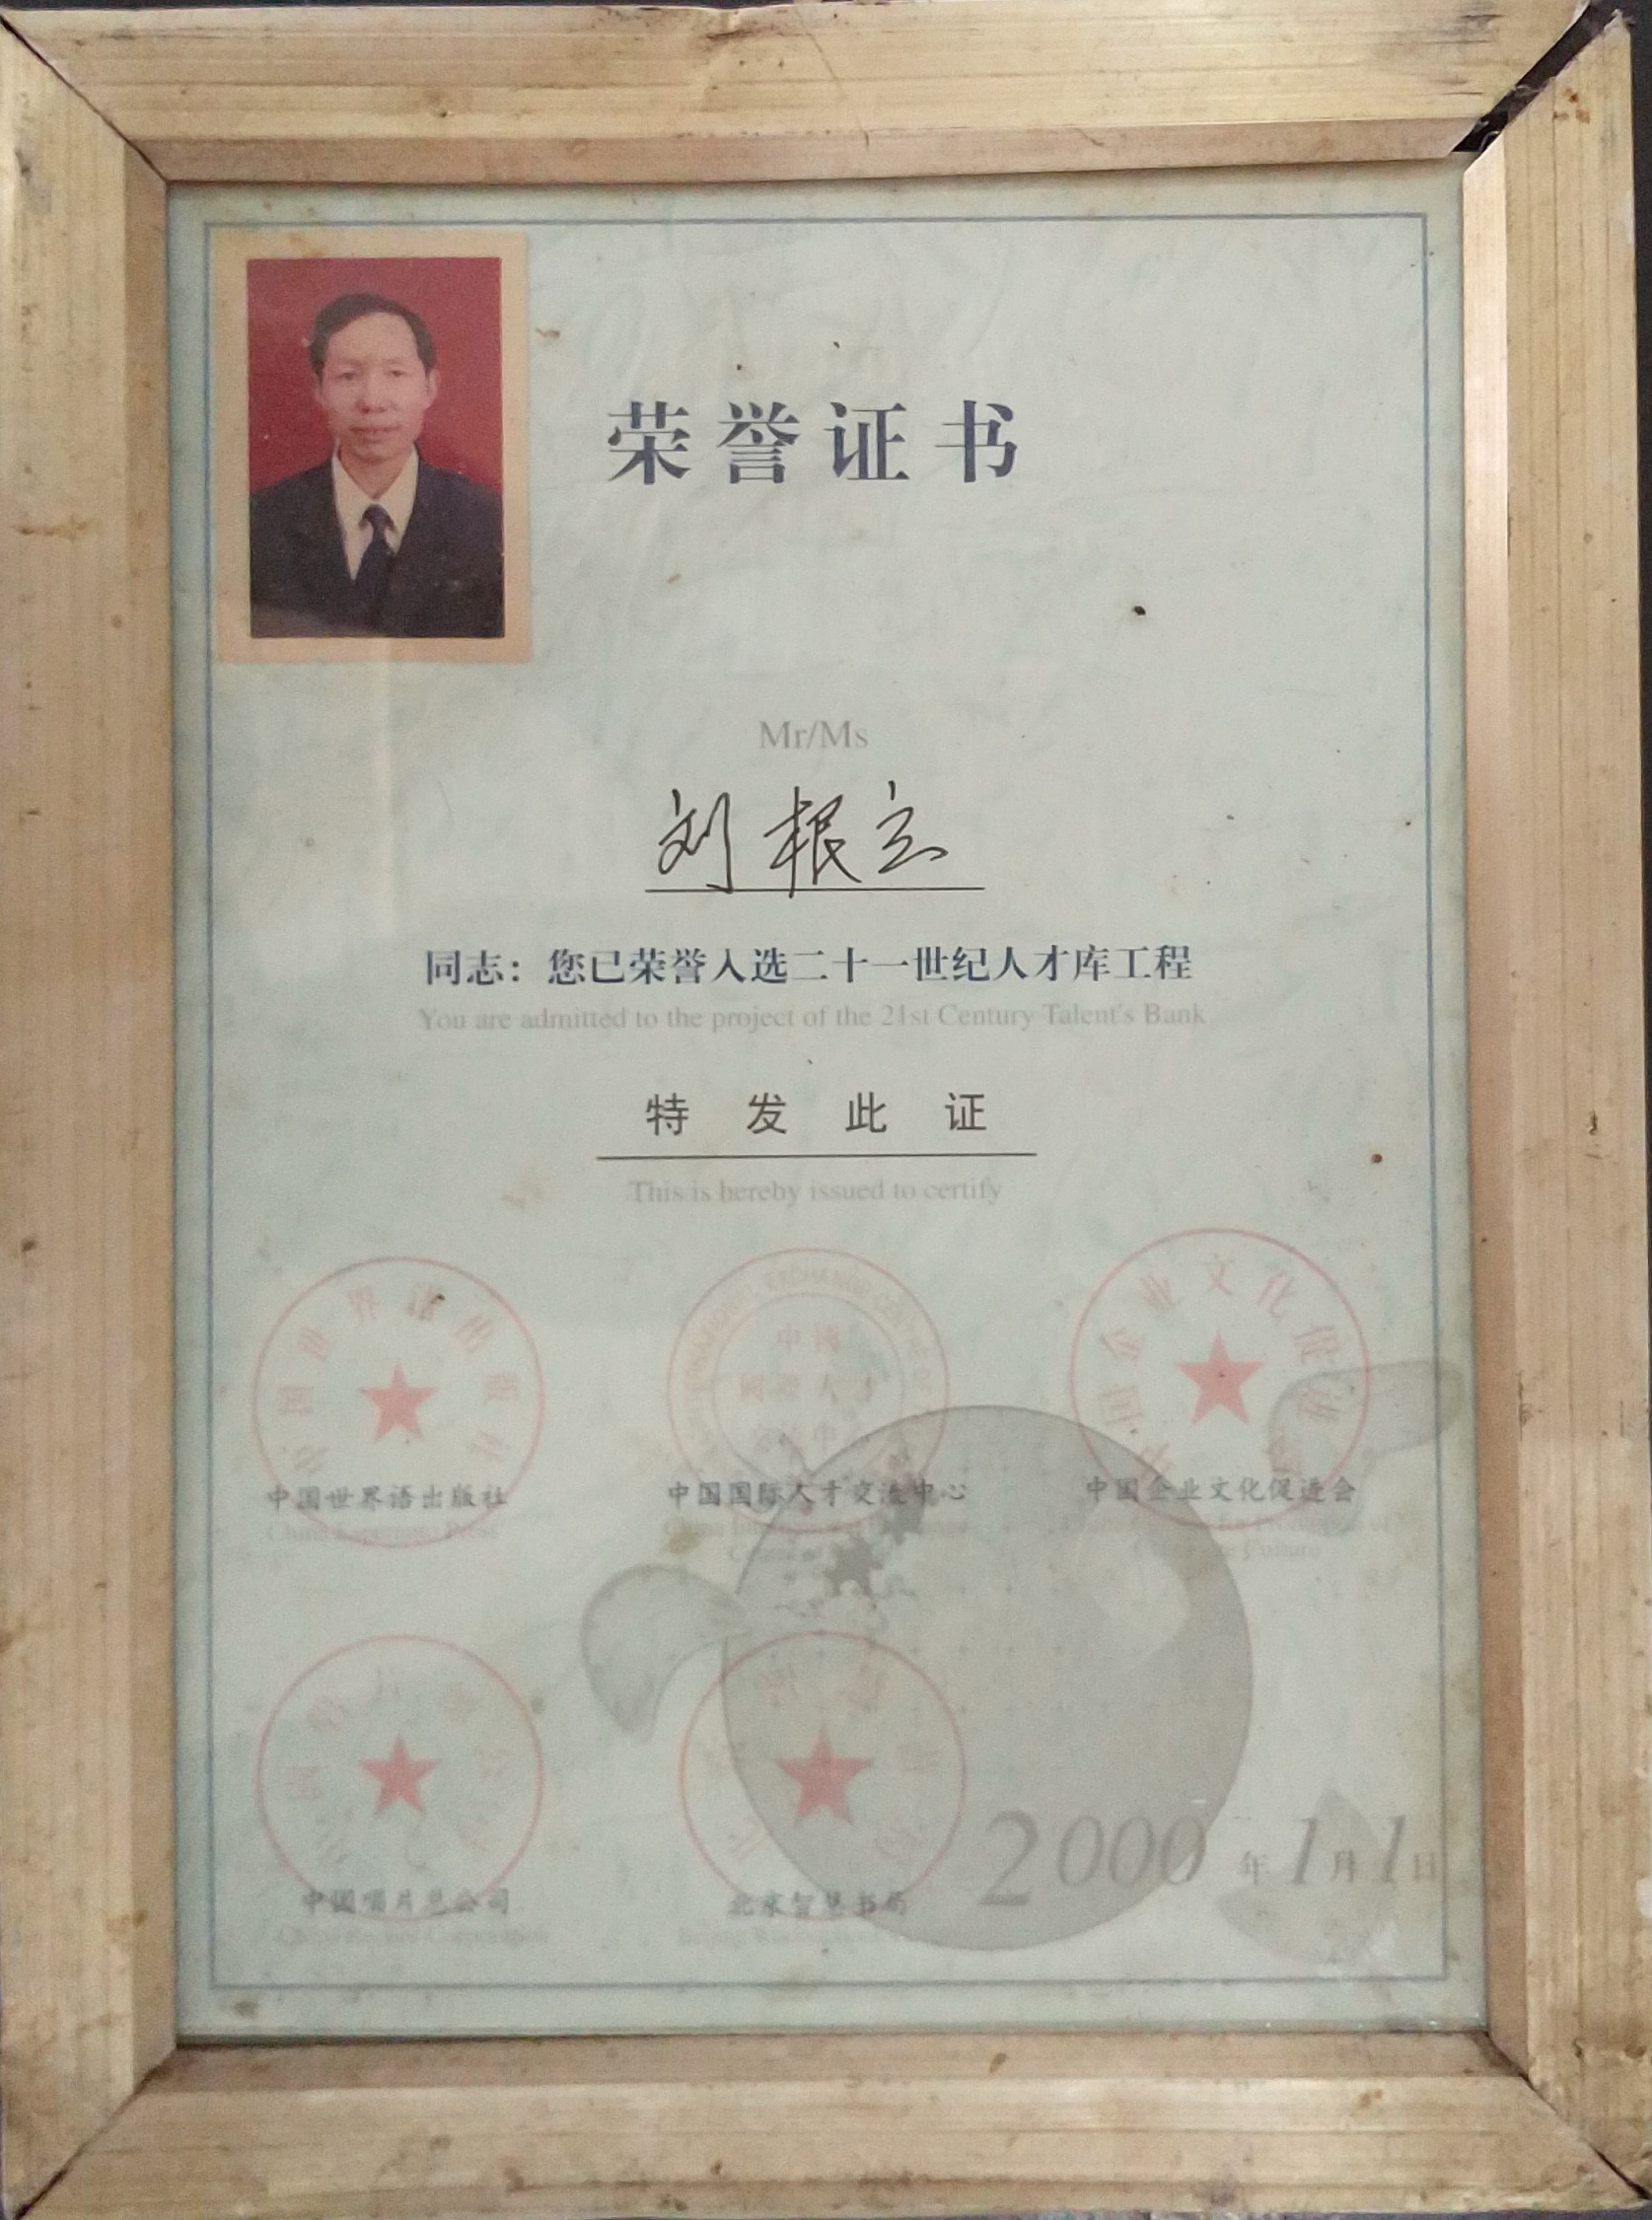 荣誉证书
Mr/Ms
刘根立
同志：您已荣誉入选二十一世纪人才库工程
You are admitted to the project of the 21st Century Talent's Bank
特发此证
This is hereby issued to certify
中国世界语出版社
China Esperanto Press
中国国际人才交流中心
中国企业文化促进会
中国唱片总公司
北京智慧书局
2000年1月1日